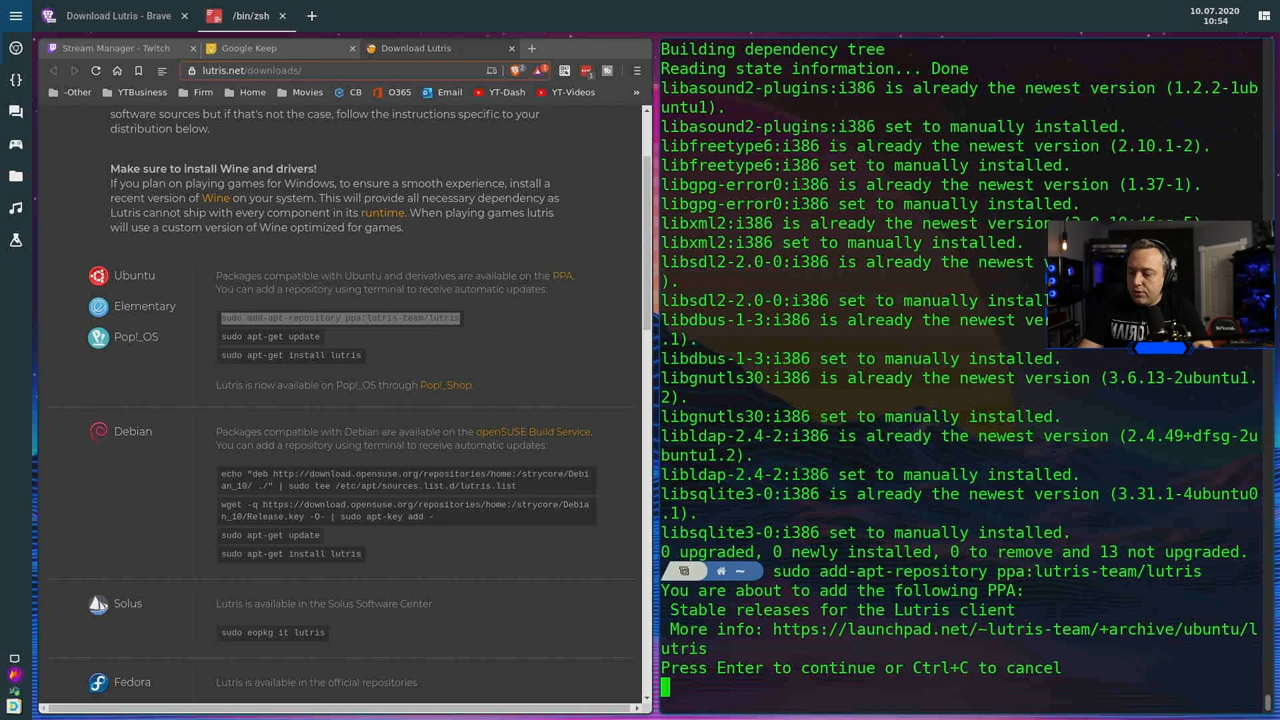 Download Lutris - Brave
/bin/zsh
10.07.2020
10:54
Stream Manager - Twitch
Google Keep
Download Lutris
lutris.net/downloads/
-Other
YTBusiness
Firm
Home
Movies
CB
O365
Email
YT-Dash
YT-Videos
»
software sources but if that's not the case, follow the instructions specific to your
distribution below.
Make sure to install Wine and drivers!
If you plan on playing games for Windows, to ensure a smooth experience, install a
recent version of Wine on your system. This will provide all necessary dependency as
Lutris cannot ship with every component in its runtime. When playing games lutris
will use a custom version of Wine optimized for games.
Ubuntu
Elementary
Pop!_OS
Packages compatible with Ubuntu and derivatives are available on the PPA.
You can add a repository using terminal to receive automatic updates:
sudo add-apt-repository ppa:lutris-team/lutris
sudo apt-get update
sudo apt-get install lutris
Lutris is now available on Pop!_OS through Pop!_Shop.
Debian
Packages compatible with Debian are available on the openSUSE Build Service.
You can add a repository using terminal to receive automatic updates:
echo "deb http://download.opensuse.org/repositories/home:/strycore/Debi
an_10/ ./" | sudo tee /etc/apt/sources.list.d/lutris.list
wget -q https://download.opensuse.org/repositories/home:/strycore/Debia
n_10/Release.key -O- | sudo apt-key add -
sudo apt-get update
sudo apt-get install lutris
Solus
Lutris is available in the Solus Software Center
sudo eopkg it lutris
Fedora
Lutris is available in the official repositories
Building dependency tree
Reading state information... Done
libasound2-plugins:i386 is already the newest version (1.2.2-1ub
untu1).
libasound2-plugins:i386 set to manually installed.
libfreetype6:i386 is already the newest version (2.10.1-2).
libfreetype6:i386 set to manually installed.
libgpg-error0:i386 is already the newest version (1.37-1).
libgpg-error0:i386 set to manually installed.
libxml2:i386 is already the newest version
libxml2:i386 set to manually installed.
libsdl2-2.0-0:i386 is already the newest
).
libsdl2-2.0-0:i386 set to manually
libdbus-1-3:i386 is already the newest
.1).
libdbus-1-3:i386 set to manually installed.
libgnutls30:i386 is already the newest version (3.6.13-2ubuntu1.
2).
libgnutls30:i386 set to manually installed.
libldap-2.4-2:i386 is already the newest version (2.4.49+dfsg-2u
buntu1.2).
libldap-2.4-2:i386 set to manually installed.
libsqlite3-0:i386 is already the newest version (3.31.1-4ubuntu0
.1).
libsqlite3-0:i386 set to manually installed.
0 upgraded, 0 newly installed, 0 to remove and 13 not upgraded.
~ sudo add-apt-repository ppa:lutris-team/lutris
You are about to add the following PPA:
Stable releases for the Lutris client
More info: https://launchpad.net/~lutris-team/+archive/ubuntu/l
utris
Press Enter to continue or Ctrl+C to cancel